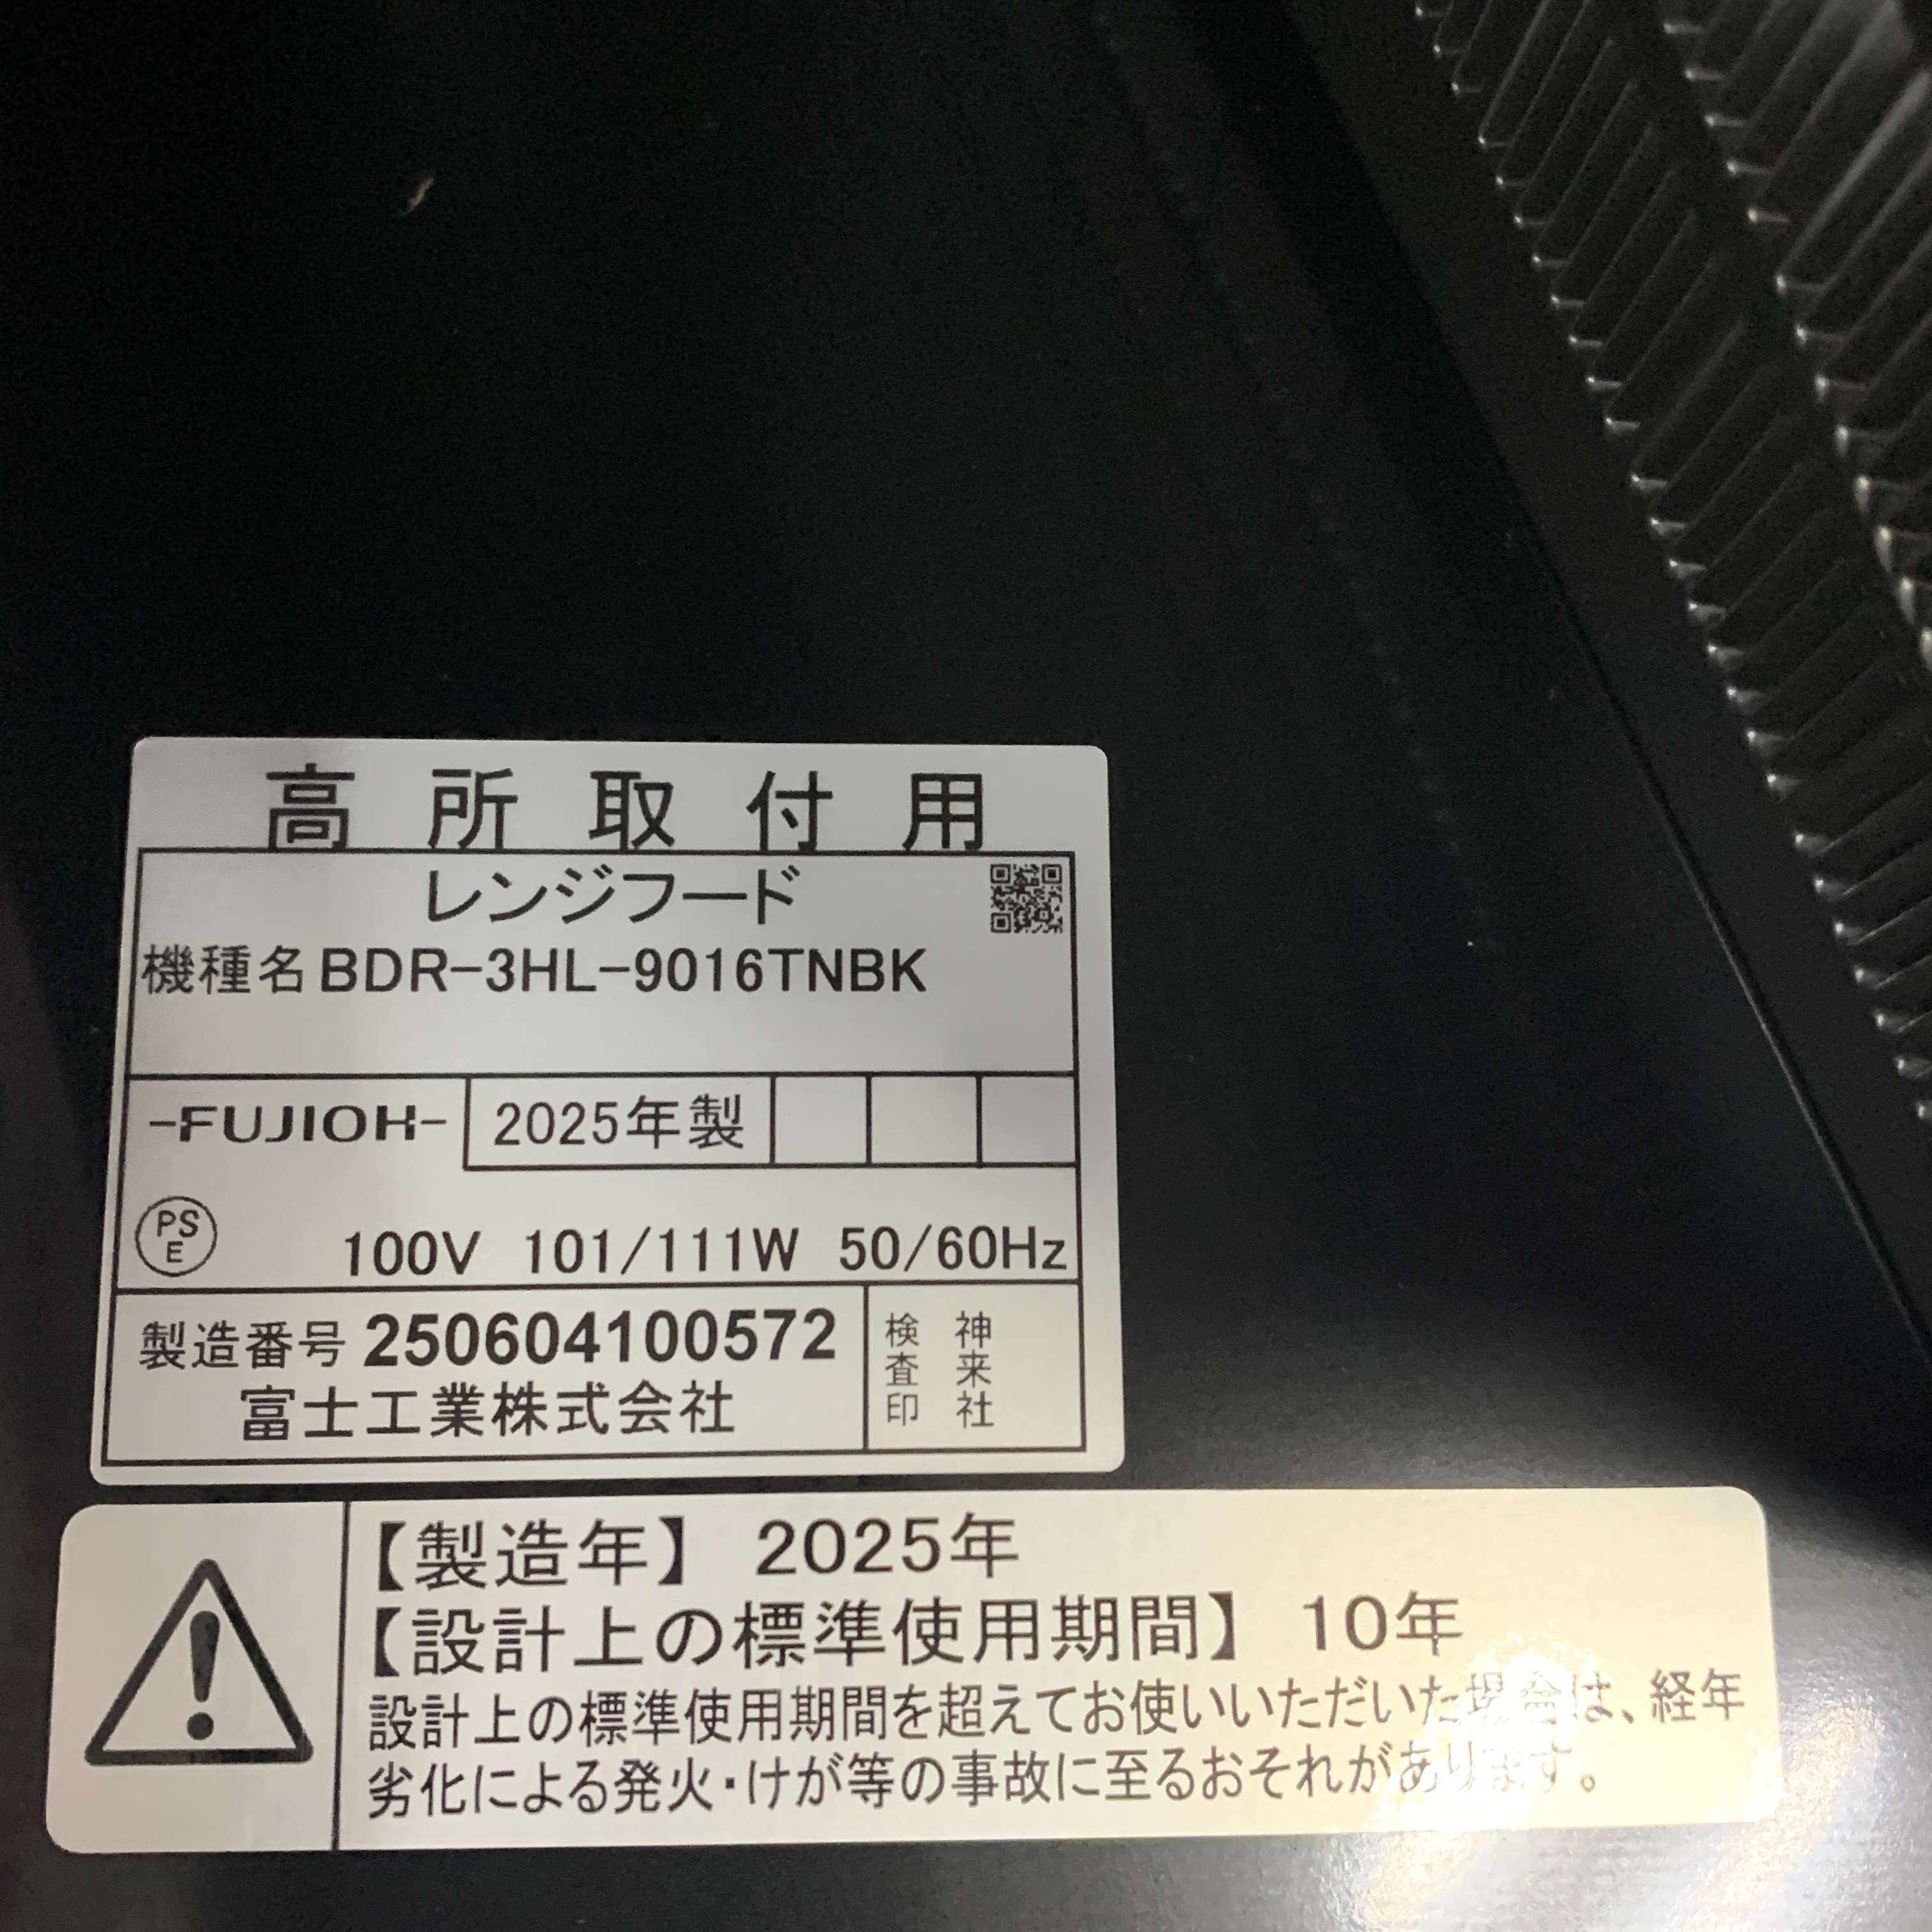 高所取付用
レンジフード
機種名 BDR-3HL-9016TNBK
-FUJIOH- 2025年製
PSE 100V 101/111W 50/60Hz
製造番号 250604100572
富士工業株式会社
検査印 神来社
【製造年】 2025年
【設計上の標準使用期間】 10年
設計上の標準使用期間を超えてお使いいただいた場合は、経年
劣化による発火・けが等の事故に至るおそれがあります。